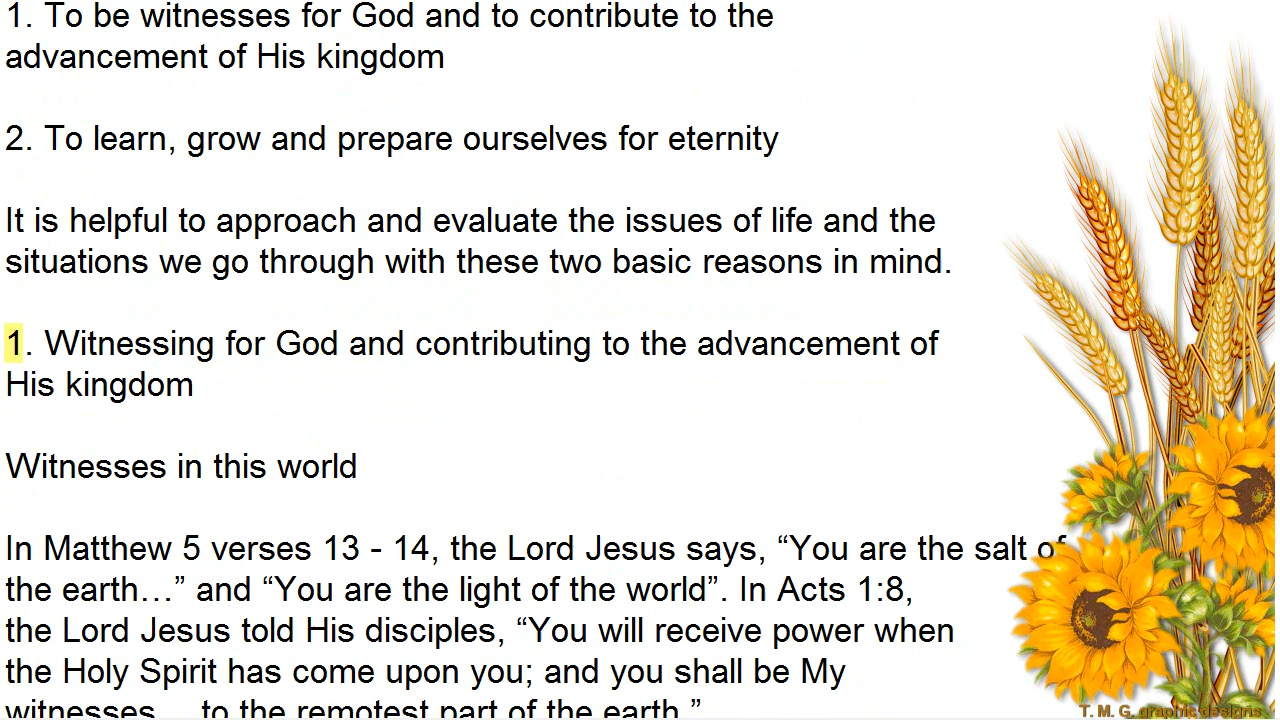 1. To be witnesses for God and to contribute to the
advancement of His kingdom
2. To learn, grow and prepare ourselves for eternity
It is helpful to approach and evaluate the issues of life and the
situations we go through with these two basic reasons in mind.
1. Witnessing for God and contributing to the advancement of
His kingdom
Witnesses in this world
In Matthew 5 verses 13 - 14, the Lord Jesus says, “You are the salt of
the earth…” and “You are the light of the world”. In Acts 1:8,
the Lord Jesus told His disciples, “You will receive power when
the Holy Spirit has come upon you; and you shall be My
witnesses… to the remotest part of the earth.”
T. M. G. graphic designs